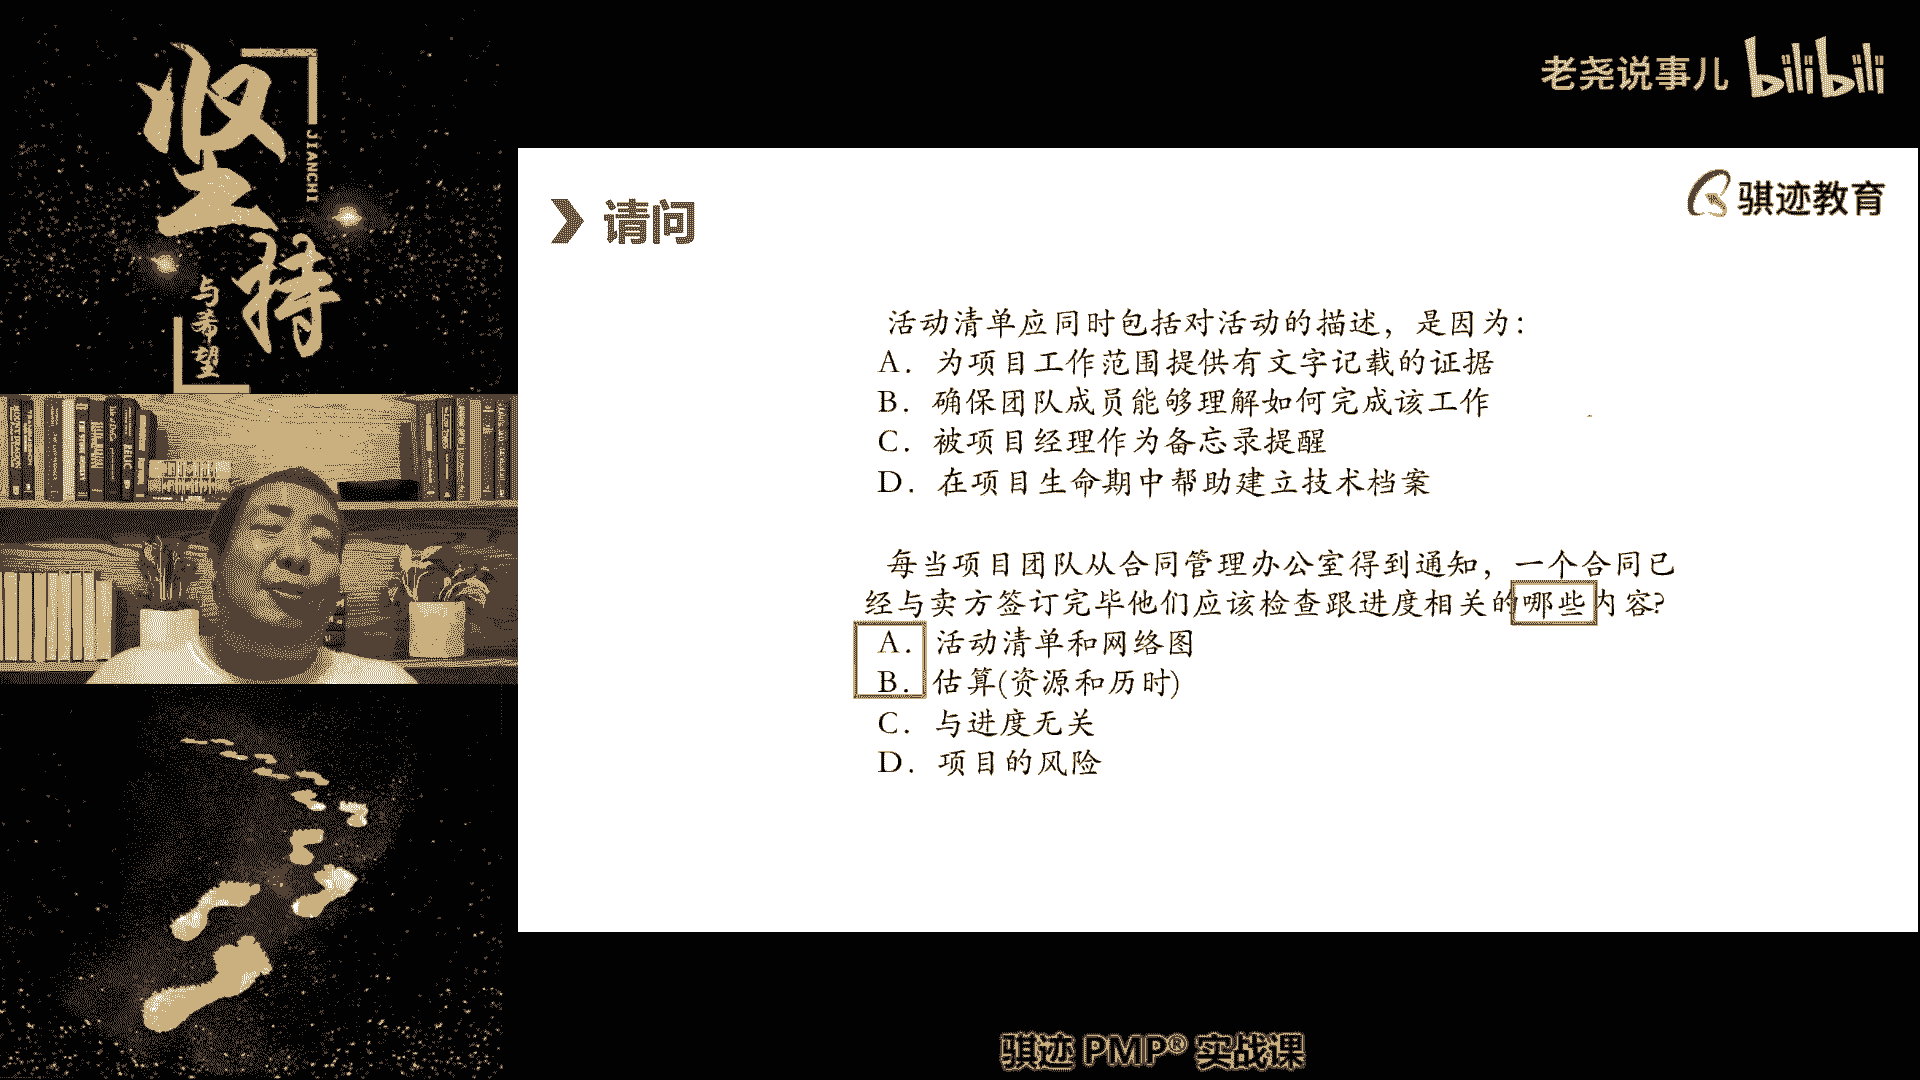 坚持
JIANCHI
与希望
老尧说事儿 bilibili
骐迹教育
请问
活动清单应同时包括对活动的描述，是因为：
A．为项目工作范围提供有文字记载的证据
B．确保团队成员能够理解如何完成该工作
C．被项目经理作为备忘录提醒
D．在项目生命期中帮助建立技术档案
每当项目团队从合同管理办公室得到通知，一个合同已
经与卖方签订完毕他们应该检查跟进度相关的哪些内容？
A．活动清单和网络图
B．估算(资源和历时)
C．与进度无关
D．项目的风险
骐迹 PMP® 实战课